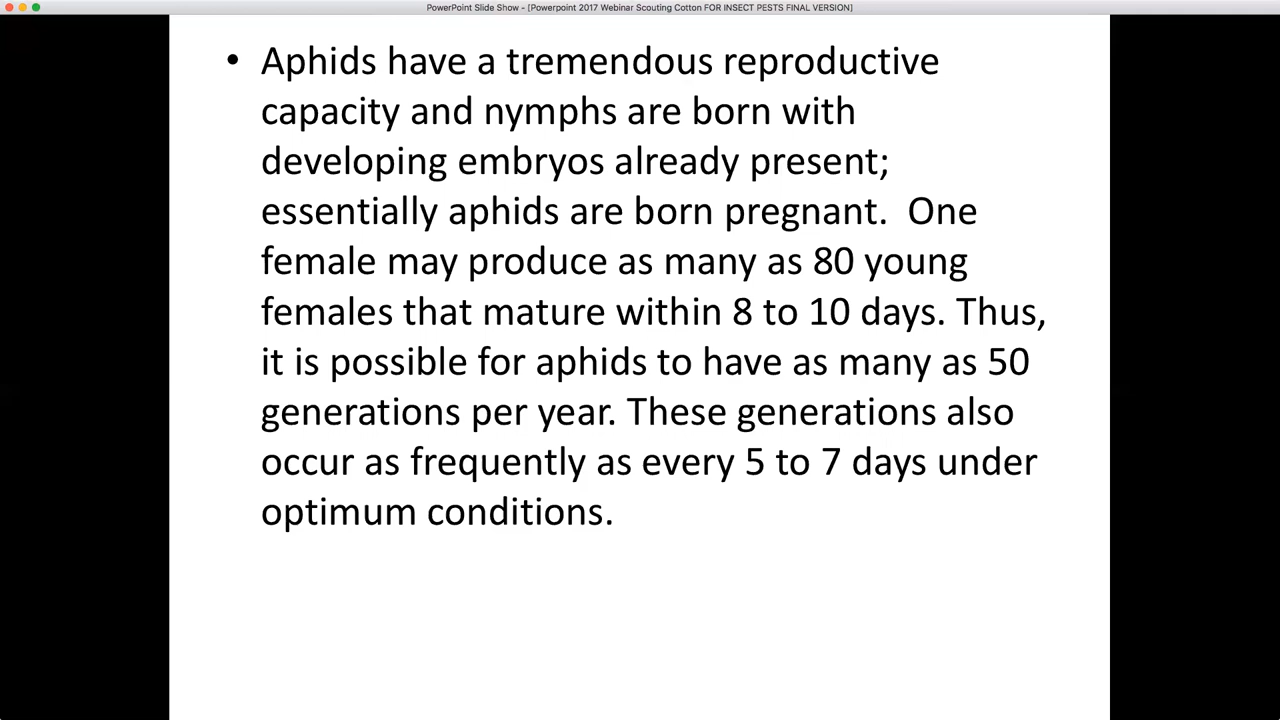 PowerPoint Slide Show - [Powerpoint 2017 Webinar Scouting Cotton FOR INSECT PESTS FINAL VERSION]
• Aphids have a tremendous reproductive
capacity and nymphs are born with
developing embryos already present;
essentially aphids are born pregnant.  One
female may produce as many as 80 young
females that mature within 8 to 10 days. Thus,
it is possible for aphids to have as many as 50
generations per year. These generations also
occur as frequently as every 5 to 7 days under
optimum conditions.